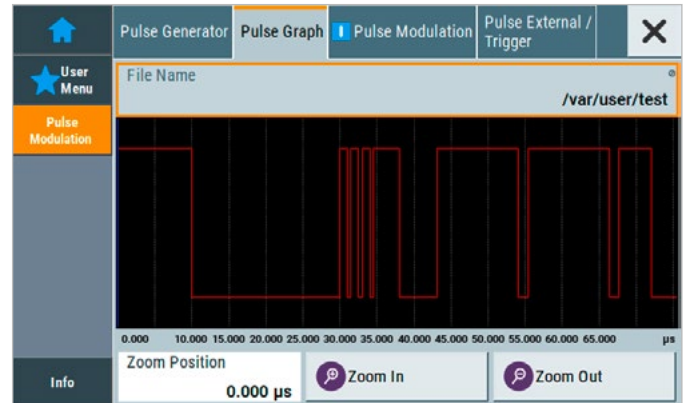 Pulse Generator
Pulse Graph
Pulse Modulation
Pulse External /
Trigger
User
Menu
File Name
/var/user/test
Pulse
Modulation
0.000 10.000 15.000 20.000 25.000 30.000 35.000 40.000 45.000 50.000 55.000 60.000 65.000 µs
Info
Zoom Position
0.000 µs
Zoom In
Zoom Out